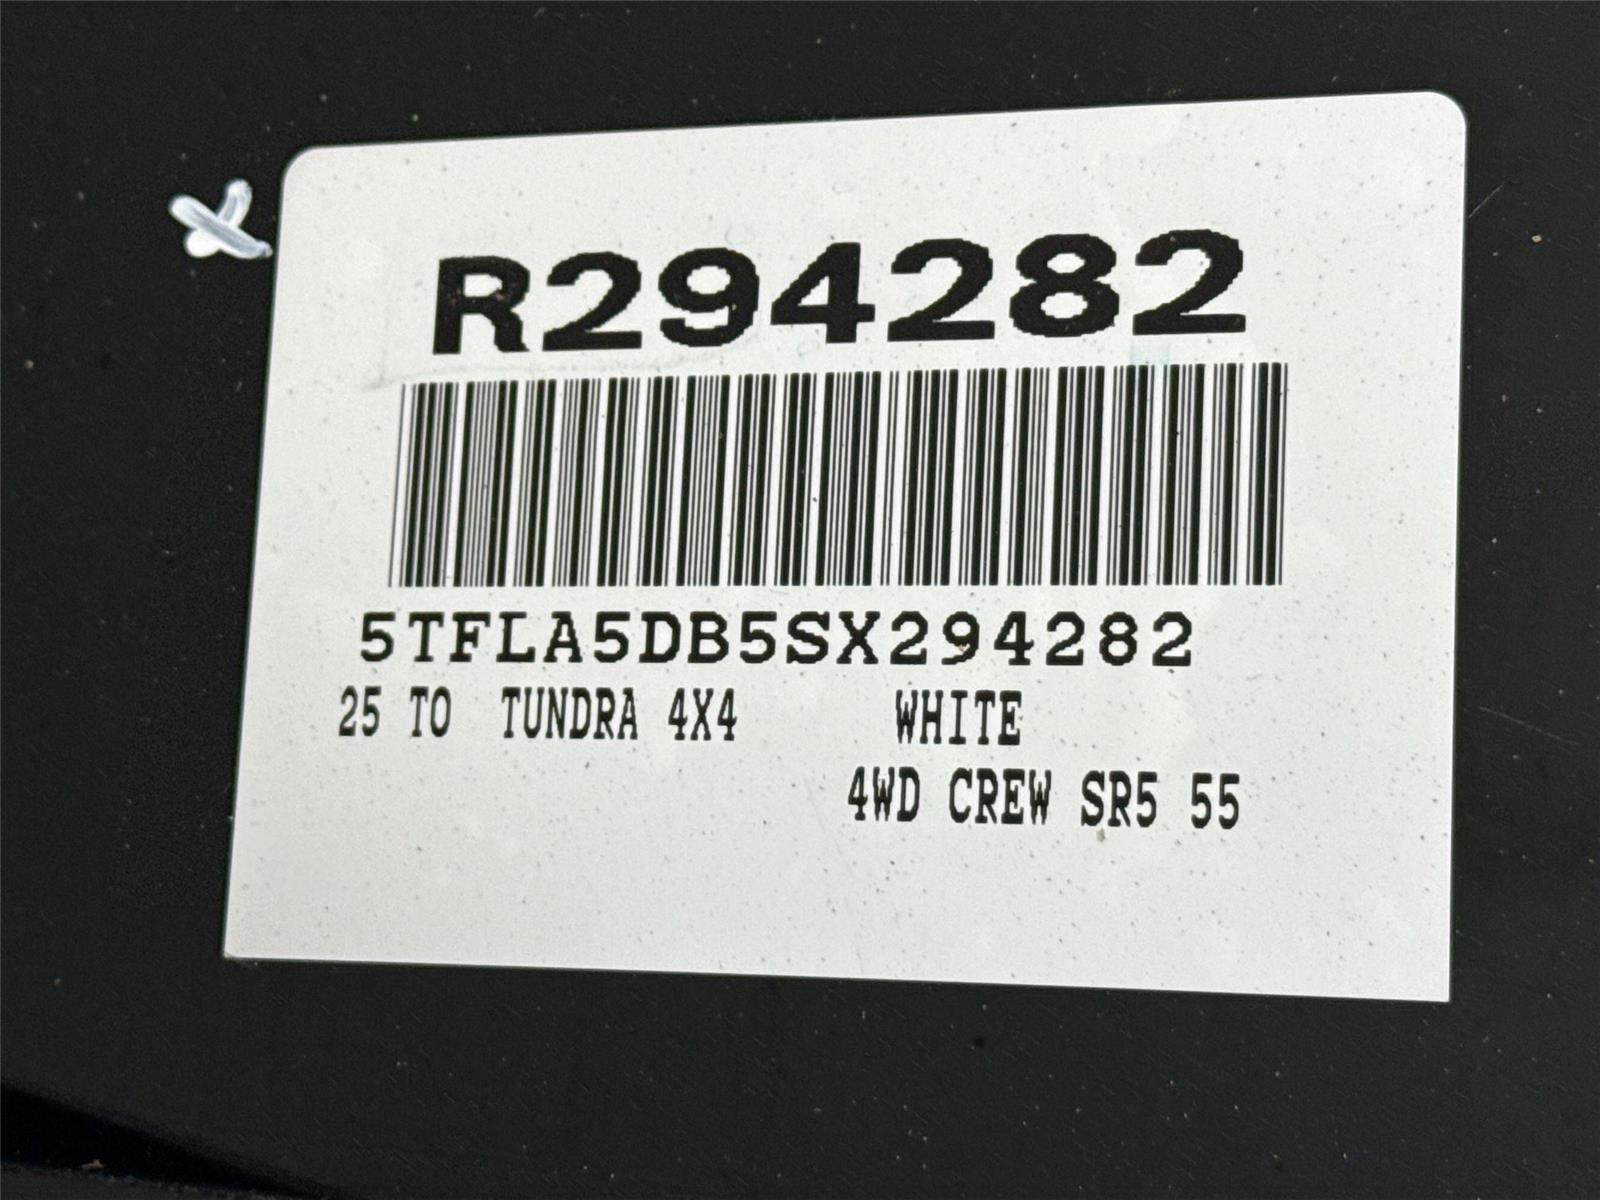 R294282
5TFLA5DB5SX294282
25 TO TUNDRA 4X4 WHITE
4WD CREW SR5 55